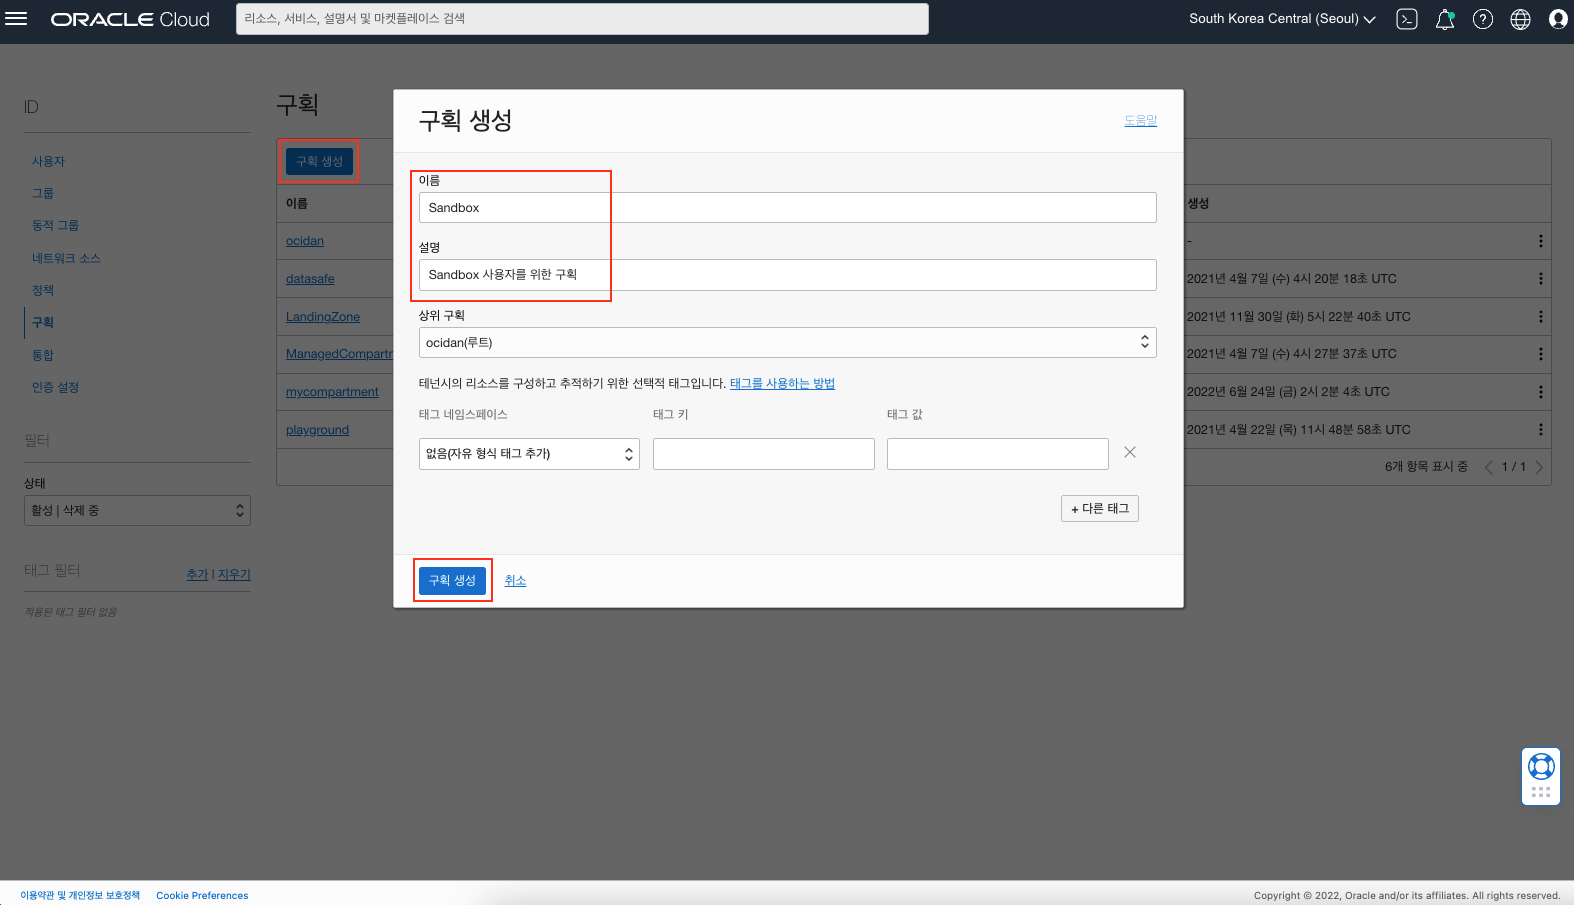 ORACLE Cloud
리소스, 서비스, 설명서 및 마켓플레이스 검색
South Korea Central (Seoul)
ID
사용자
그룹
동적 그룹
네트워크 소스
정책
구획
통합
인증 설정
필터
상태
활성 | 삭제 중
태그 필터
추가 | 지우기
적용된 태그 필터 없음
구획
구획 생성
이름
생성
ocidan
-
datasafe
2021년 4월 7일 (수) 4시 20분 18초 UTC
LandingZone
2021년 11월 30일 (화) 5시 22분 40초 UTC
ManagedCompartr
2021년 4월 7일 (수) 4시 27분 37초 UTC
mycompartment
2022년 6월 24일 (금) 2시 2분 4초 UTC
playground
2021년 4월 22일 (목) 11시 48분 58초 UTC
6개 항목 표시 중
1 / 1
구획 생성
도움말
이름
Sandbox
설명
Sandbox 사용자를 위한 구획
상위 구획
ocidan(루트)
테넌시의 리소스를 구성하고 추적하기 위한 선택적 태그입니다. 태그를 사용하는 방법
태그 네임스페이스
태그 키
태그 값
없음(자유 형식 태그 추가)
+ 다른 태그
구획 생성
취소
이용약관 및 개인정보 보호정책
Cookie Preferences
Copyright © 2022, Oracle and/or its affiliates. All rights reserved.